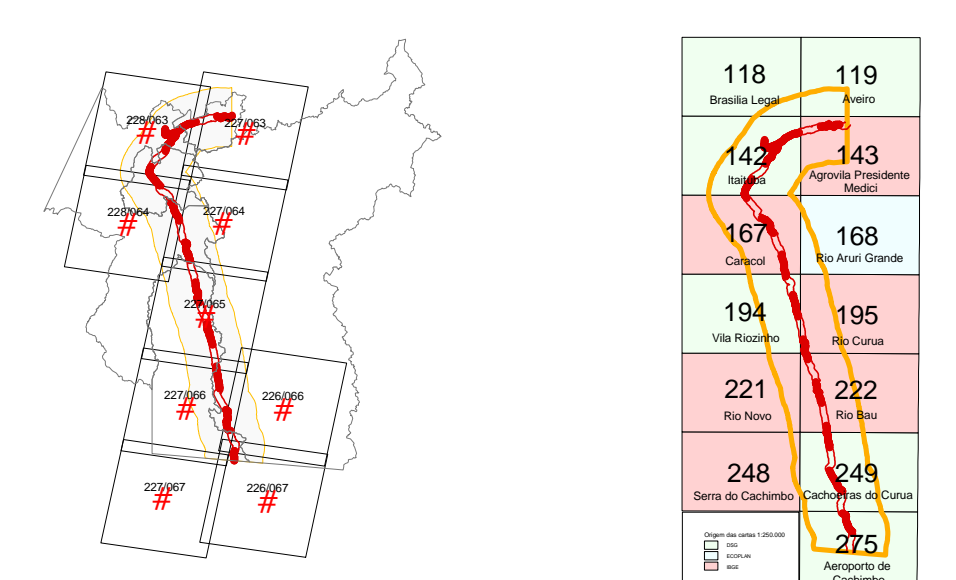 228/063
#
227/063
#
228/064
#
227/064
#
227/065
#
227/066
#
226/066
#
227/067
#
226/067
#
118
Brasilia Legal
119
Aveiro
142
Itaituba
143
Agrovila Presidente
Medici
167
Caracol
168
Rio Aruri Grande
194
Vila Riozinho
195
Rio Curua
221
Rio Novo
222
Rio Bau
248
Serra do Cachimbo
249
Cachoeiras do Curua
275
Aeroporto de
Cachimbo
Origem das cartas 1:250.000
DSG
ECOPLAN
IBGE